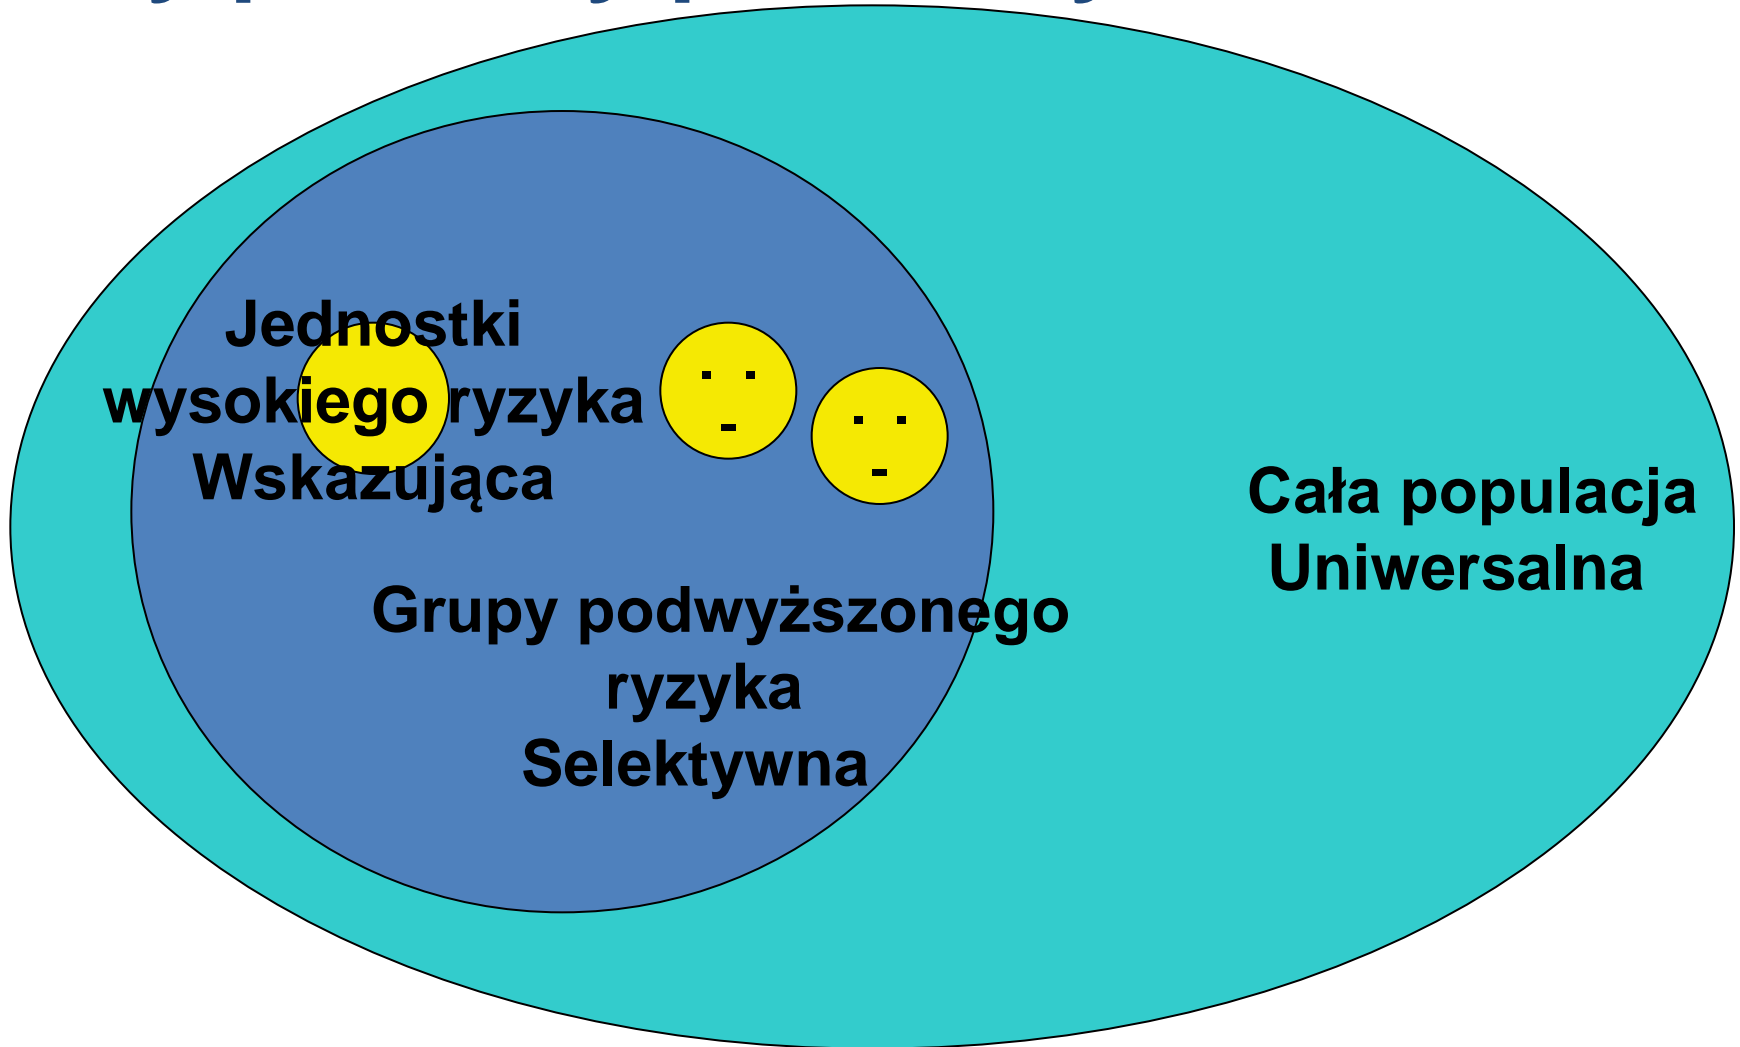 Jednostki
wysokiego ryzyka
Wskazująca
Cała populacja
Uniwersalna
Grupy podwyższonego
ryzyka
Selektywna